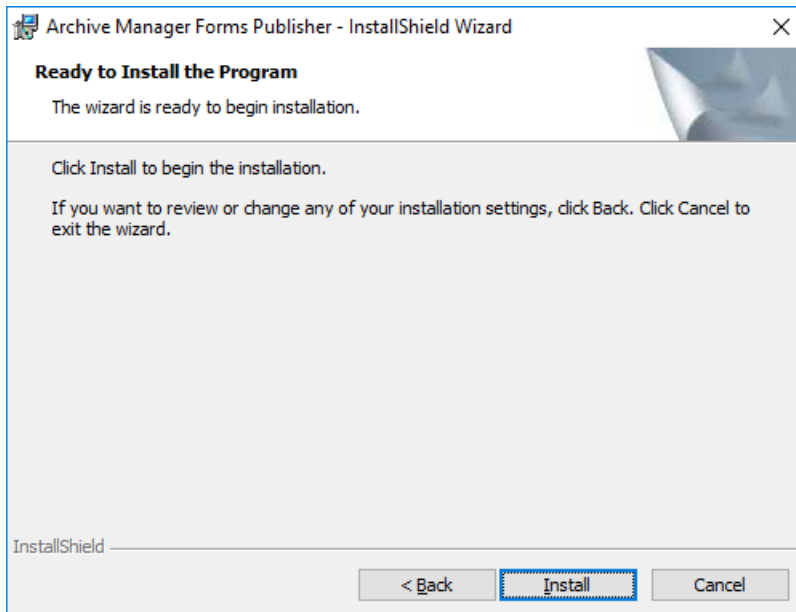 Archive Manager Forms Publisher - InstallShield Wizard
Ready to Install the Program
The wizard is ready to begin installation.
Click Install to begin the installation.
If you want to review or change any of your installation settings, click Back. Click Cancel to
exit the wizard.
InstallShield
< Back
Install
Cancel